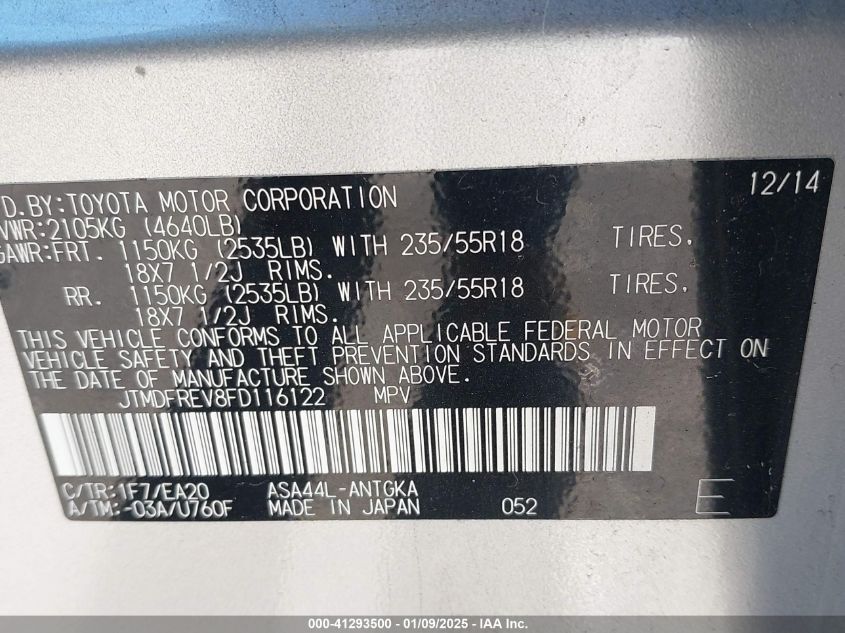 D.BY:TOYOTA MOTOR CORPORATION 12/14
VWR:2105KG (4640LB)
GAWR:FRT. 1150KG (2535LB) WITH 235/55R18 TIRES,
18X7 1/2J RIMS.
RR. 1150KG (2535LB) WITH 235/55R18 TIRES,
18X7 1/2J RIMS.
THIS VEHICLE CONFORMS TO ALL APPLICABLE FEDERAL MOTOR
VEHICLE SAFETY AND THEFT PREVENTION STANDARDS IN EFFECT ON
THE DATE OF MANUFACTURE SHOWN ABOVE.
JTMDFREV8FD116122 MPV
C/TR:1F7/EA20 ASA44L-ANTGKA
A/TM:-03A/U760F MADE IN JAPAN 052 E
000-41293500 / 01/09/2025 - IAA Inc.